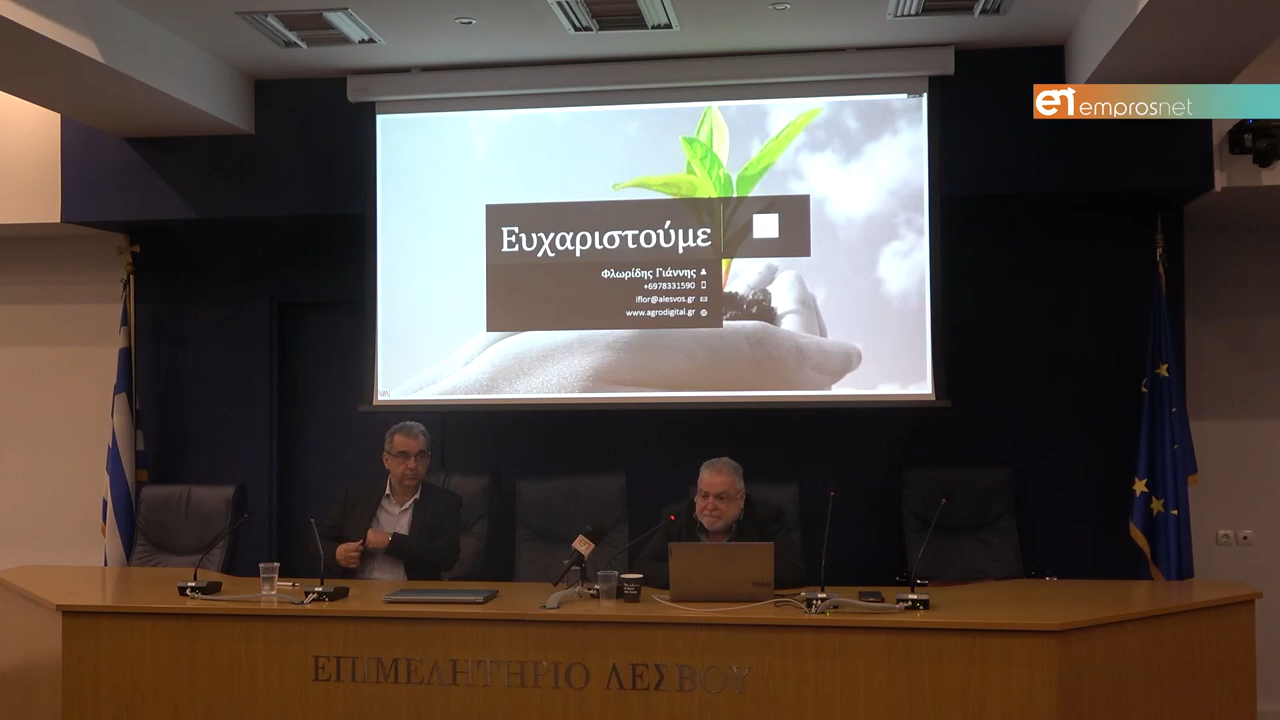 emprosnet
Ευχαριστούμε
Φλωρίδης Γιάννης
+6978331590
iflor@alesvos.gr
www.agrodigital.gr
ΕΠΙΜΕΛΗΤΗΡΙΟ ΛΕΣΒΟΥ